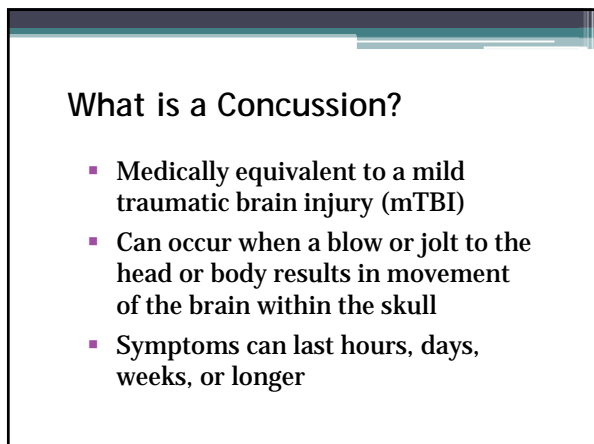 What is a Concussion?
▪ Medically equivalent to a mild
traumatic brain injury (mTBI)
▪ Can occur when a blow or jolt to the
head or body results in movement
of the brain within the skull
▪ Symptoms can last hours, days,
weeks, or longer